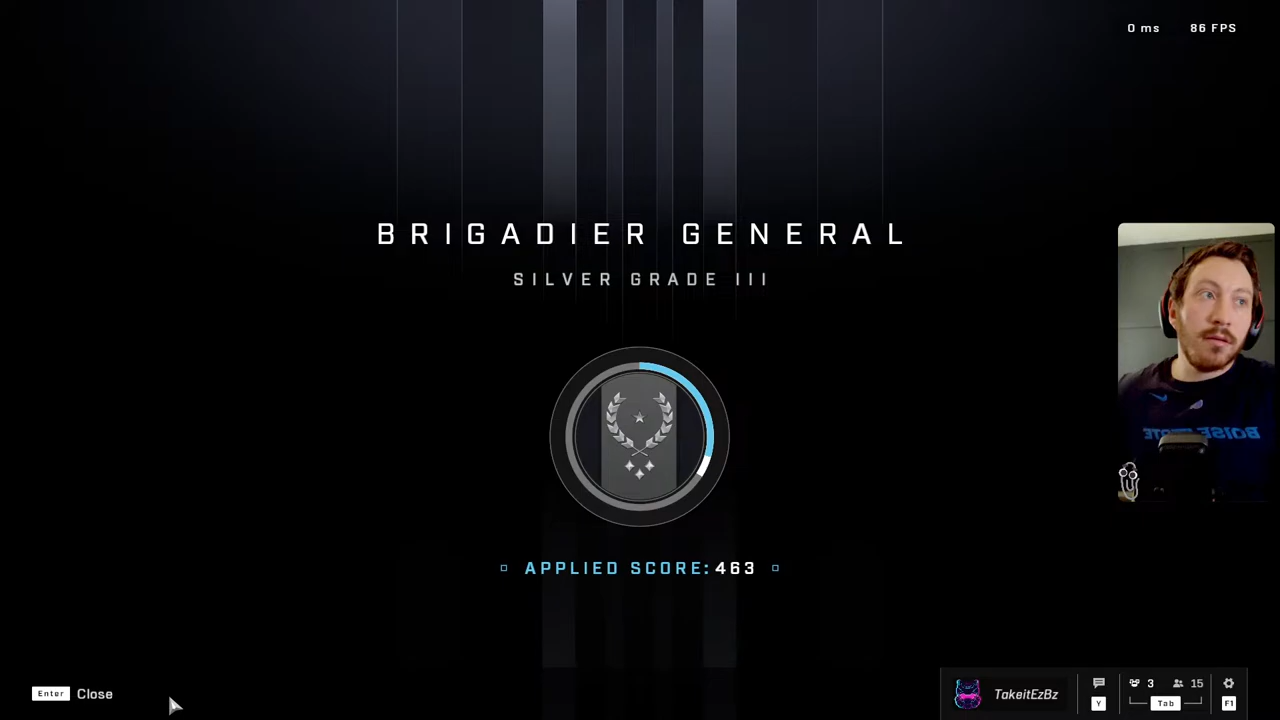 0 ms 86 FPS
BRIGADIER GENERAL
SILVER GRADE III
APPLIED SCORE: 463
Enter Close
TakeitEzBz
3 15
Y Tab F1